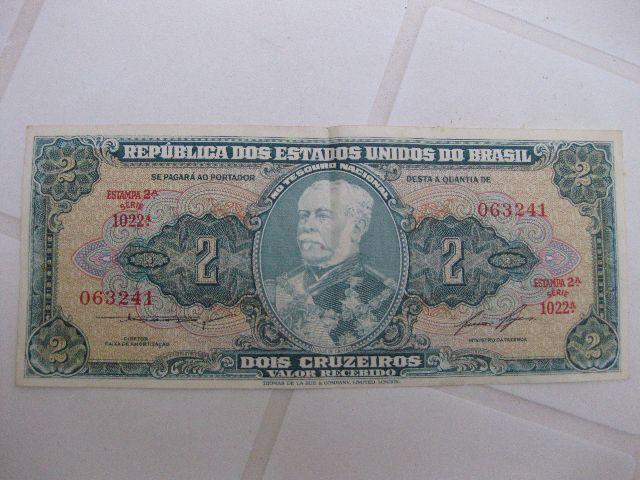 2 REPÚBLICA DOS ESTADOS UNIDOS DO BRASIL 2
SE PAGARÁ AO PORTADOR NO TESOURO NACIONAL DESTA A QUANTIA DE
ESTAMPA 2ª
SÉRIE
1022ª
063241
2 2
063241
ESTAMPA 2ª
SÉRIE
1022ª
DIRETOR
CAIXA DE AMORTIZAÇÃO
MINISTRO DA FAZENDA
2 DOIS CRUZEIROS 2
VALOR RECEBIDO
THOMAS DE LA RUE & COMPANY, LIMITED, LONDON.